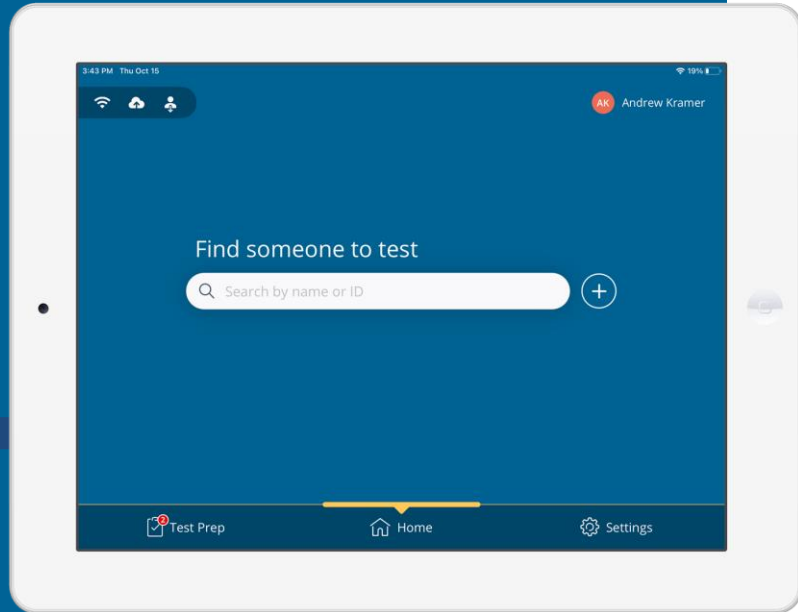 3:43 PM Thu Oct 15
19%
AK Andrew Kramer
Find someone to test
Search by name or ID
2 Test Prep
Home
Settings